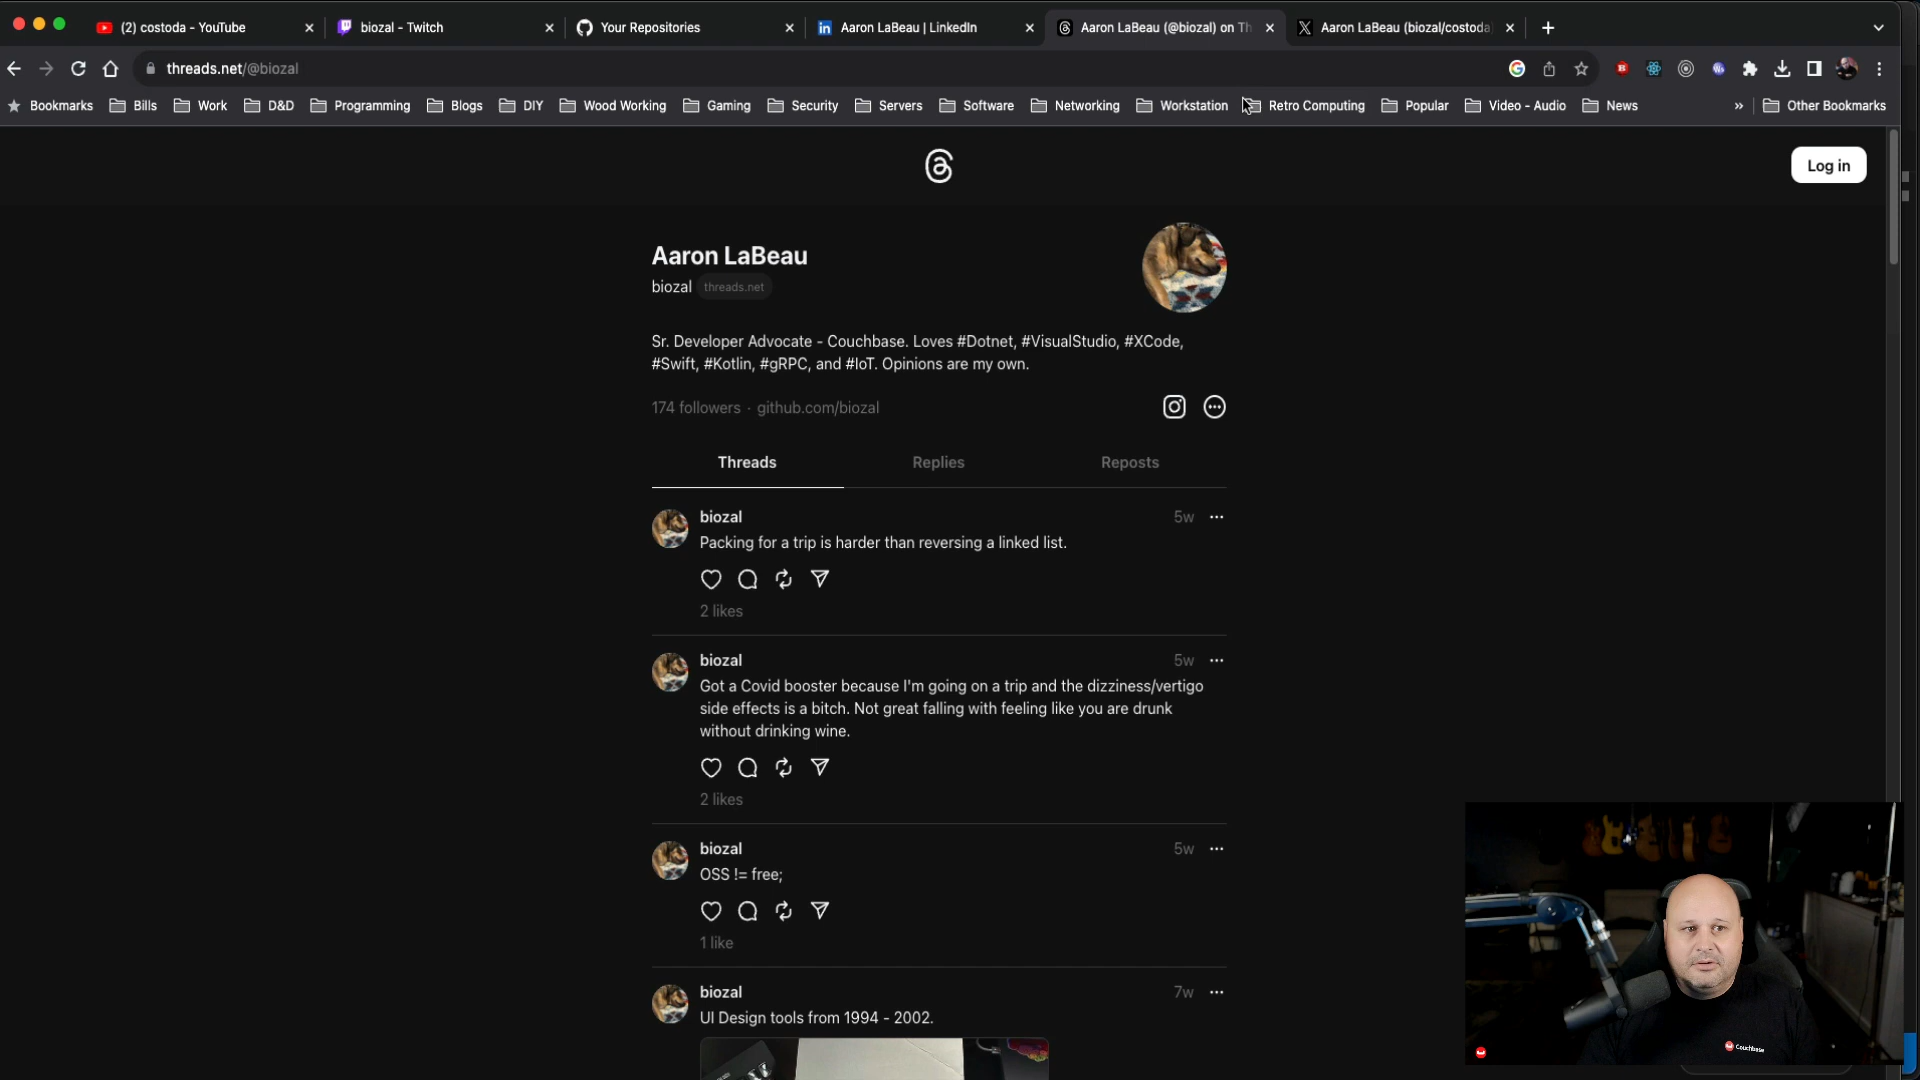 (2) costoda - YouTube
biozal - Twitch
Your Repositories
Aaron LaBeau | LinkedIn
Aaron LaBeau (@biozal) on Th
Aaron LaBeau (biozal/costoda
threads.net/@biozal
Bookmarks Bills Work D&D Programming Blogs DIY Wood Working Gaming Security Servers Software Networking Workstation Retro Computing Popular Video - Audio News » Other Bookmarks
Log in
Aaron LaBeau
biozal threads.net
Sr. Developer Advocate - Couchbase. Loves #Dotnet, #VisualStudio, #XCode,
#Swift, #Kotlin, #gRPC, and #IoT. Opinions are my own.
174 followers · github.com/biozal
Threads Replies Reposts
biozal 5w
Packing for a trip is harder than reversing a linked list.
2 likes
biozal 5w
Got a Covid booster because I'm going on a trip and the dizziness/vertigo
side effects is a bitch. Not great falling with feeling like you are drunk
without drinking wine.
2 likes
biozal 5w
OSS != free;
1 like
biozal 7w
UI Design tools from 1994 - 2002.
Couchbase